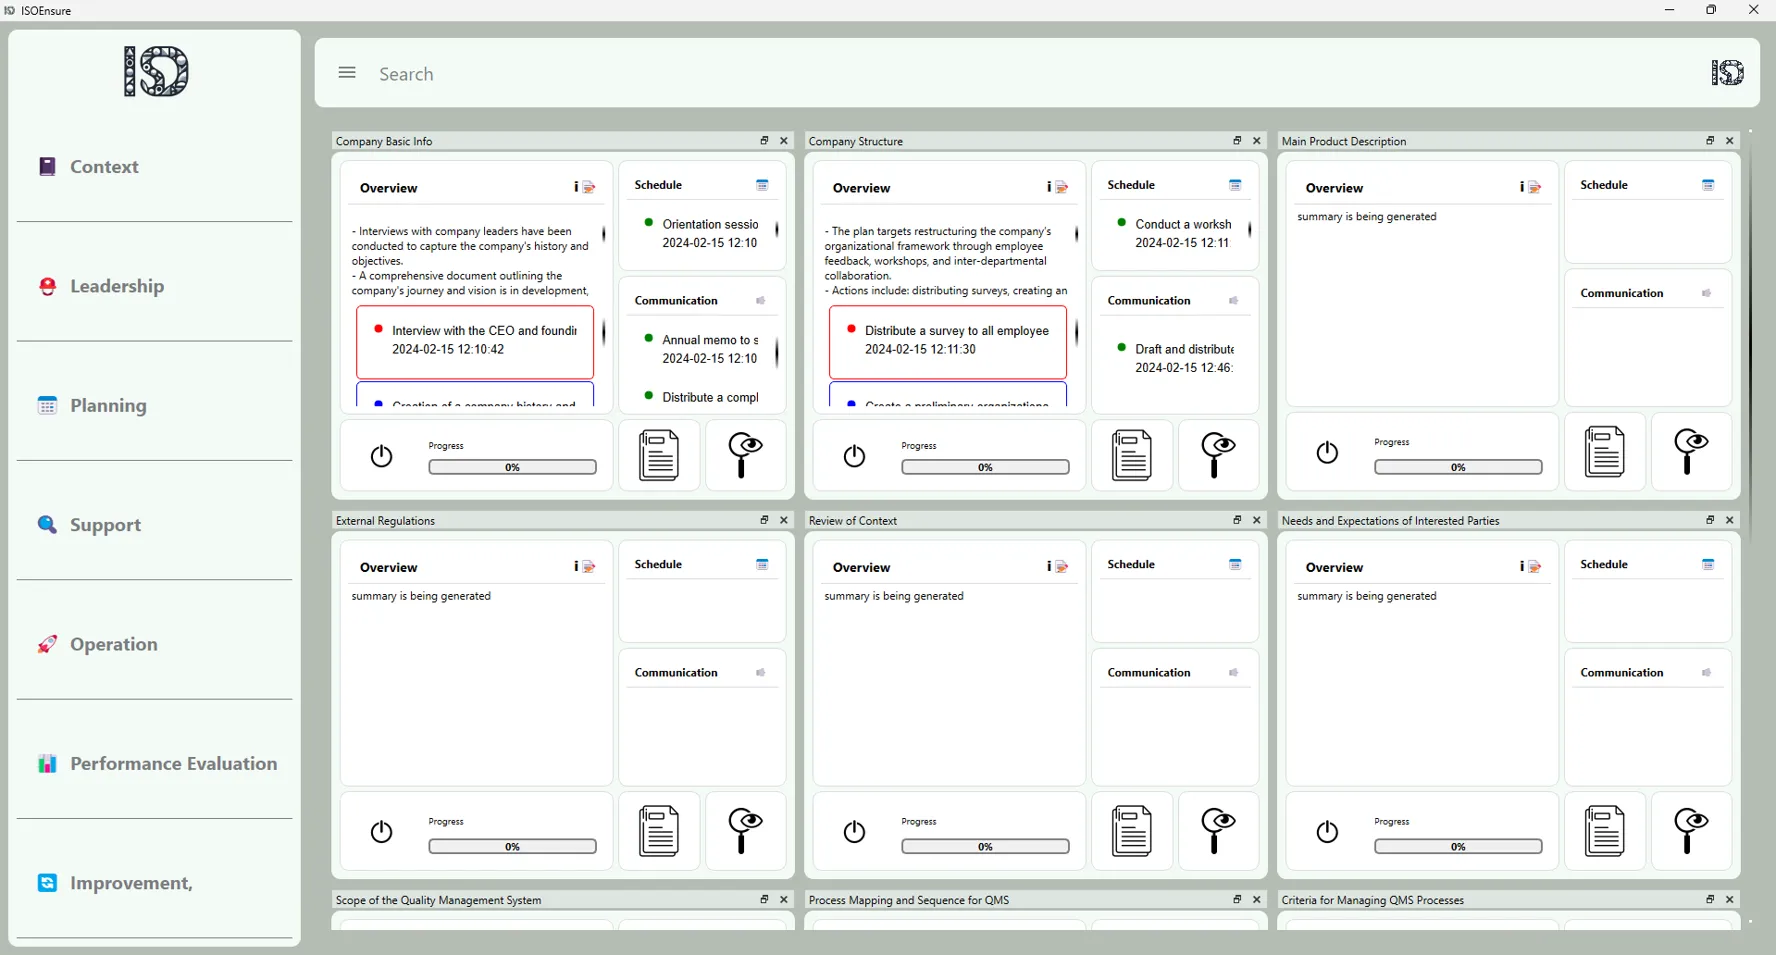 ISOEnsure
Search
Context
Leadership
Planning
Support
Operation
Performance Evaluation
Improvement,
Company Basic Info
Overview
- Interviews with company leaders have been
conducted to capture the company's history and
objectives.
- A comprehensive document outlining the
company's journey and vision is in development,
Interview with the CEO and foundin
2024-02-15 12:10:42
Creation of a company history and
Schedule
Orientation sessio
2024-02-15 12:10
Communication
Annual memo to s
2024-02-15 12:10
Distribute a compl
Progress
0%
Company Structure
Overview
- The plan targets restructuring the company's
organizational framework through employee
feedback, workshops, and inter-departmental
collaboration.
- Actions include: distributing surveys, creating an
Distribute a survey to all employee
2024-02-15 12:11:30
Create a preliminary organizationa
Schedule
Conduct a worksh
2024-02-15 12:11
Communication
Draft and distribute
2024-02-15 12:46:
Progress
0%
Main Product Description
Overview
summary is being generated
Schedule
Communication
Progress
0%
External Regulations
Overview
summary is being generated
Schedule
Communication
Progress
0%
Review of Context
Overview
summary is being generated
Schedule
Communication
Progress
0%
Needs and Expectations of Interested Parties
Overview
summary is being generated
Schedule
Communication
Progress
0%
Scope of the Quality Management System
Process Mapping and Sequence for QMS
Criteria for Managing QMS Processes